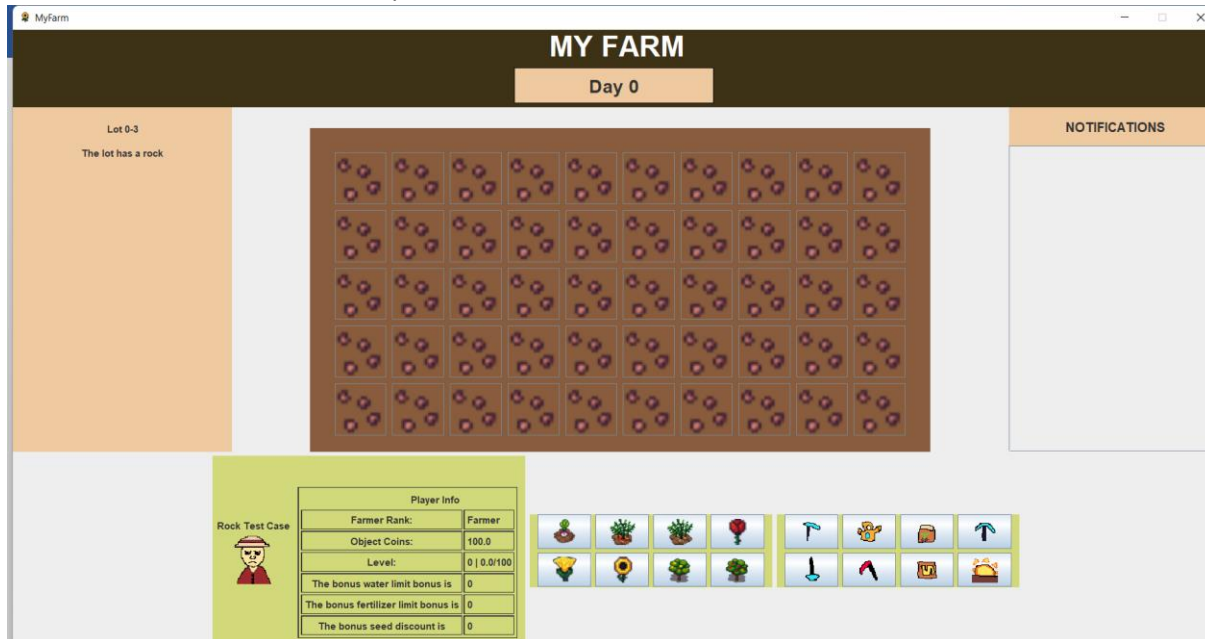 MyFarm
MY FARM
Day 0
Lot 0-3
The lot has a rock
NOTIFICATIONS
Rock Test Case
Player Info
Farmer Rank: Farmer
Object Coins: 100.0
Level: 0 | 0.0/100
The bonus water limit bonus is 0
The bonus fertilizer limit bonus is 0
The bonus seed discount is 0